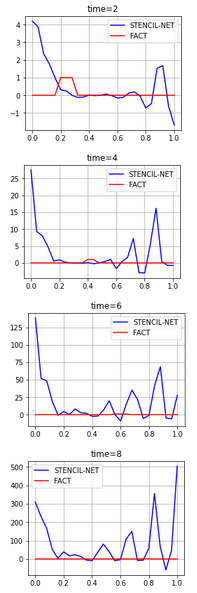 time=2
4
3
2
1
0
−1
STENCIL-NET
FACT
0.0 0.2 0.4 0.6 0.8 1.0
time=4
25
20
15
10
5
0
STENCIL-NET
FACT
0.0 0.2 0.4 0.6 0.8 1.0
time=6
125
100
75
50
25
0
STENCIL-NET
FACT
0.0 0.2 0.4 0.6 0.8 1.0
time=8
500
400
300
200
100
0
STENCIL-NET
FACT
0.0 0.2 0.4 0.6 0.8 1.0